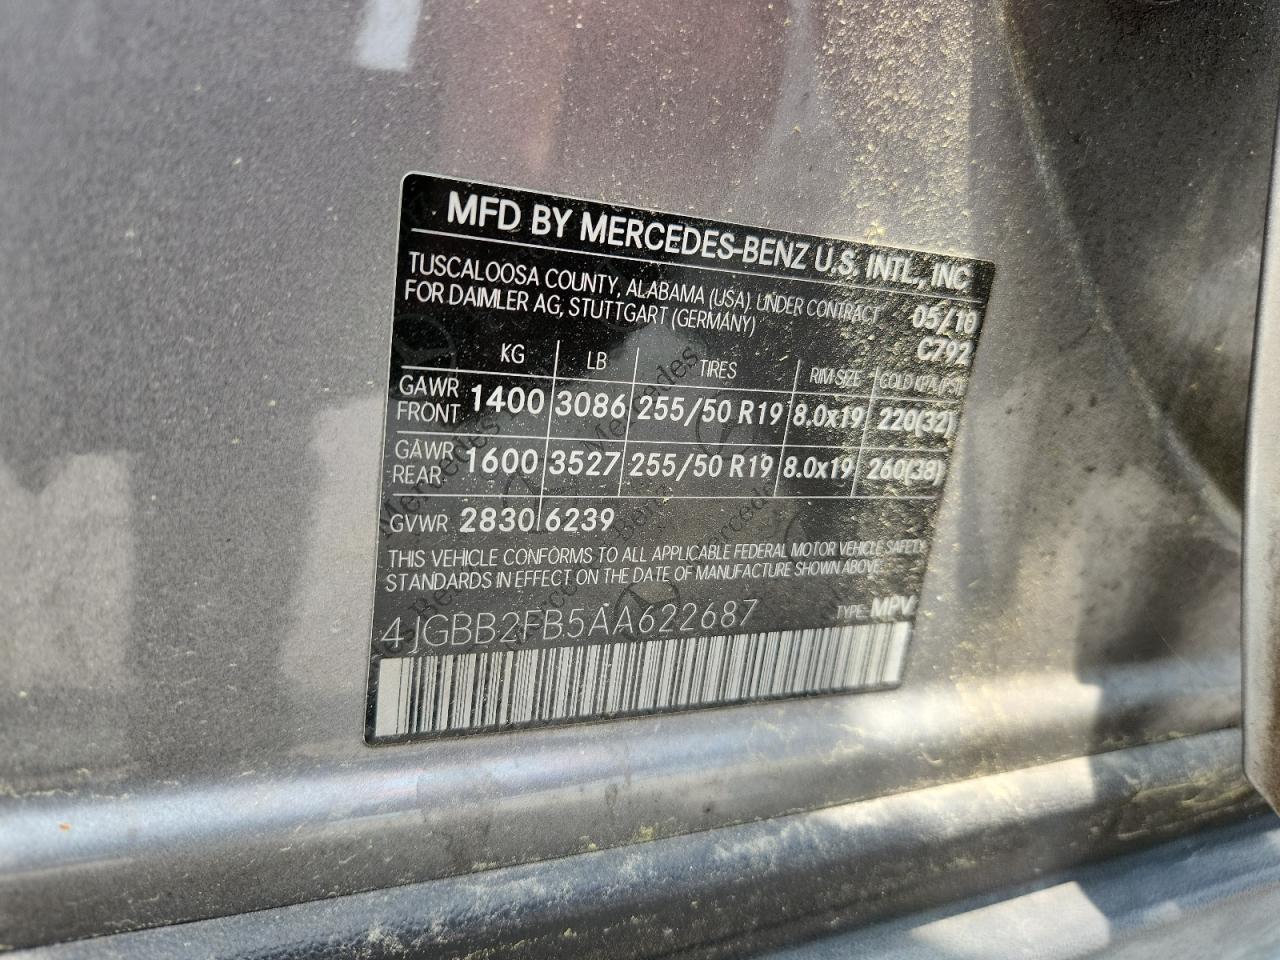 MFD BY MERCEDES-BENZ U.S. INTL., INC
TUSCALOOSA COUNTY, ALABAMA (USA) UNDER CONTRACT
FOR DAIMLER AG, STUTTGART (GERMANY)
05/10
C792
KG LB TIRES RIM SIZE COLD KPA/(PSI)
GAWR FRONT 1400 3086 255/50 R19 8.0x19 220(32)
GAWR REAR 1600 3527 255/50 R19 8.0x19 260(38)
GVWR 2830 6239
THIS VEHICLE CONFORMS TO ALL APPLICABLE FEDERAL MOTOR VEHICLE SAFETY
STANDARDS IN EFFECT ON THE DATE OF MANUFACTURE SHOWN ABOVE.
4JGBB2FB5AA622687 TYPE: MPV